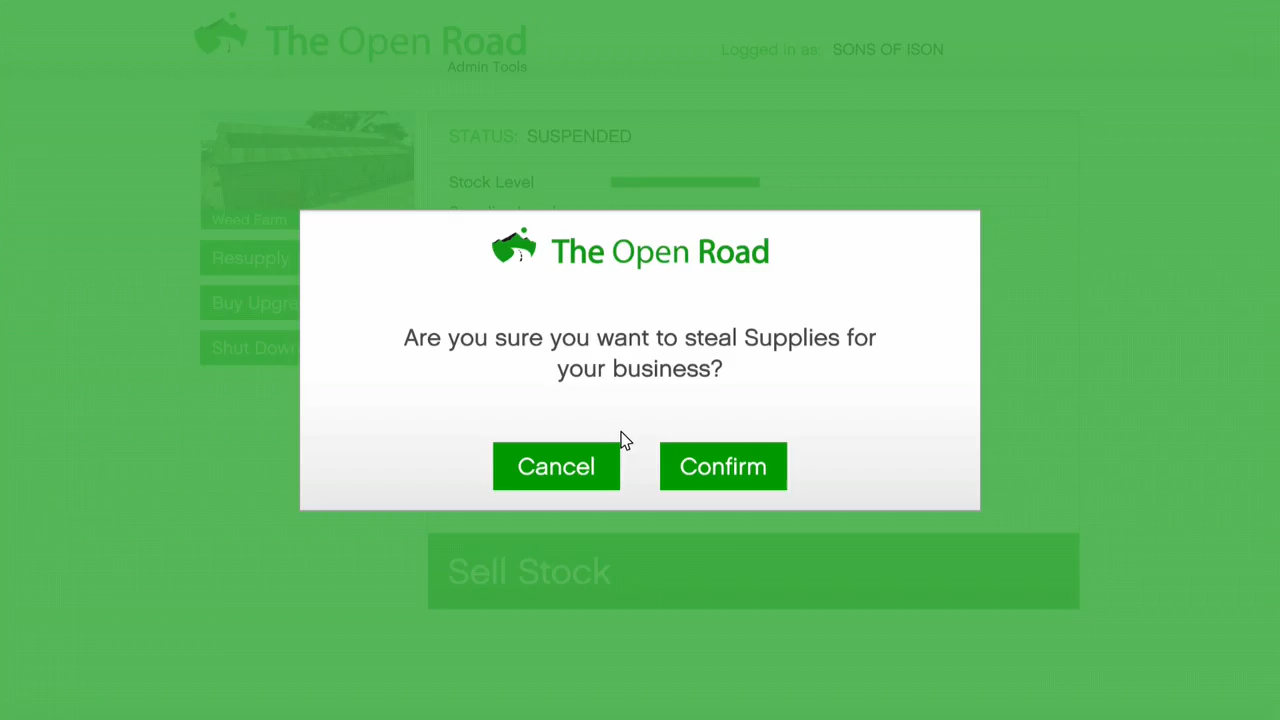 The Open Road
Admin Tools
Logged in as: SONS OF ISON
STATUS: SUSPENDED
Stock Level
Weed Farm
Resupply
Buy Upgra
Shut Down
The Open Road
Are you sure you want to steal Supplies for
your business?
Cancel
Confirm
Sell Stock